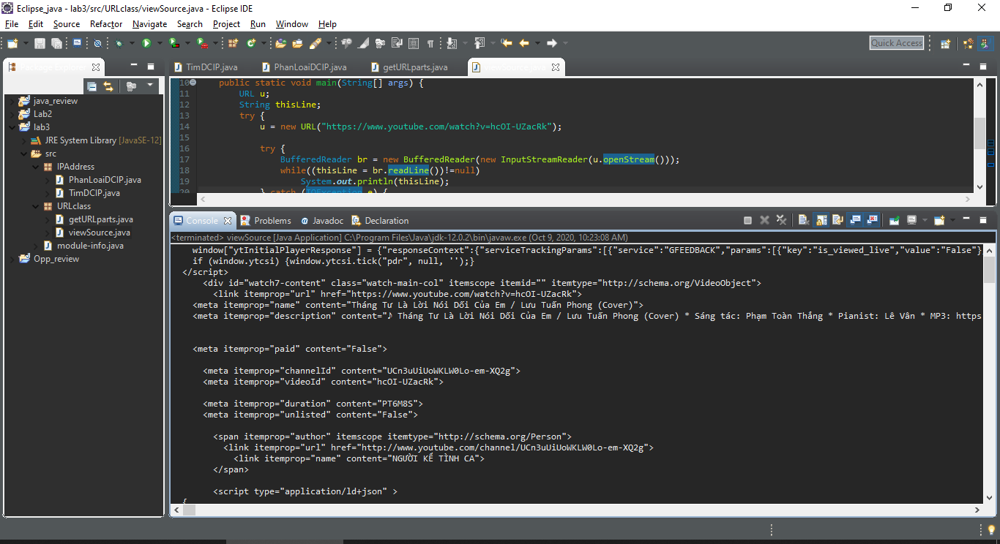 Eclipse_java - lab3/src/URLclass/viewSource.java - Eclipse IDE
File Edit Source Refactor Navigate Search Project Run Window Help
Quick Access
Package Explorer
TimDCIP.java PhanLoaiDCIP.java getURLparts.java viewSource.java
java_review
Lab2
lab3
JRE System Library [JavaSE-12]
src
IPAddress
PhanLoaiDCIP.java
TimDCIP.java
URLclass
getURLparts.java
viewSource.java
module-info.java
Opp_review
10 public static void main(String[] args) {
11 URL u;
12 String thisLine;
13 try {
14 u = new URL("https://www.youtube.com/watch?v=hcOI-UZacRk");
15
16 try {
17 BufferedReader br = new BufferedReader(new InputStreamReader(u.openStream()));
18 while((thisLine = br.readLine())!=null)
19 System.out.println(thisLine);
20 } catch (IOException e) {
Console Problems Javadoc Declaration
<terminated> viewSource [Java Application] C:\Program Files\Java\jdk-12.0.2\bin\javaw.exe (Oct 9, 2020, 10:23:08 AM)
window["ytInitialPlayerResponse"] = {"responseContext":{"serviceTrackingParams":[{"service":"GFEEDBACK","params":[{"key":"is_viewed_live","value":"False"}
if (window.ytcsi) {window.ytcsi.tick("pdr", null, '');}
</script>
<div id="watch7-content" class="watch-main-col" itemscope itemid="" itemtype="http://schema.org/VideoObject">
<link itemprop="url" href="https://www.youtube.com/watch?v=hcOI-UZacRk">
<meta itemprop="name" content="Tháng Tư Là Lời Nói Dối Của Em / Lưu Tuấn Phong (Cover)">
<meta itemprop="description" content="♪ Tháng Tư Là Lời Nói Dối Của Em / Lưu Tuấn Phong (Cover) * Sáng tác: Phạm Toàn Thắng * Pianist: Lê Vân * MP3: https
<meta itemprop="paid" content="False">
<meta itemprop="channelId" content="UCn3uUiUoWKLW0Lo-em-XQ2g">
<meta itemprop="videoId" content="hcOI-UZacRk">
<meta itemprop="duration" content="PT6M8S">
<meta itemprop="unlisted" content="False">
<span itemprop="author" itemscope itemtype="http://schema.org/Person">
<link itemprop="url" href="http://www.youtube.com/channel/UCn3uUiUoWKLW0Lo-em-XQ2g">
<link itemprop="name" content="NGƯỜI KỂ TÌNH CA">
</span>
<script type="application/ld+json" >
{